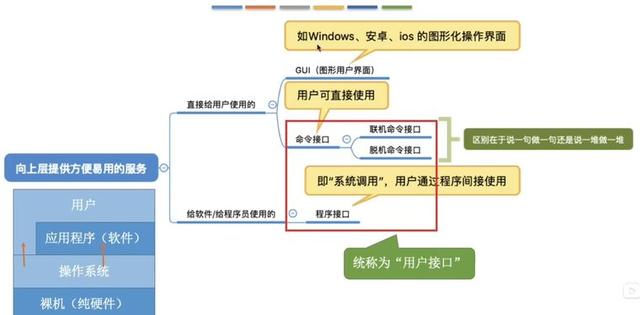 如Windows、安卓、ios 的图形化操作界面
GUI（图形用户界面）
用户可直接使用
直接给用户使用的
联机命令接口
命令接口
脱机命令接口
区别在于说一句做一句还是说一堆做一堆
向上层提供方便易用的服务
即“系统调用”，用户通过程序间接使用
给软件/给程序员使用的
程序接口
统称为“用户接口”
用户
应用程序（软件）
操作系统
裸机（纯硬件）